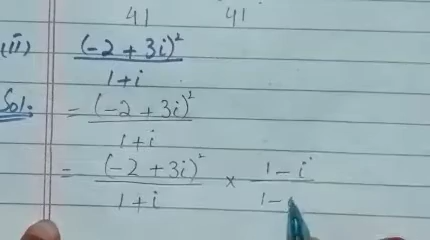 41 41
(ii) (-2 + 3i)²
1+i
Sol. = (-2 + 3i)²
1+i
= (-2 + 3i)² × 1-i
1+i 1-